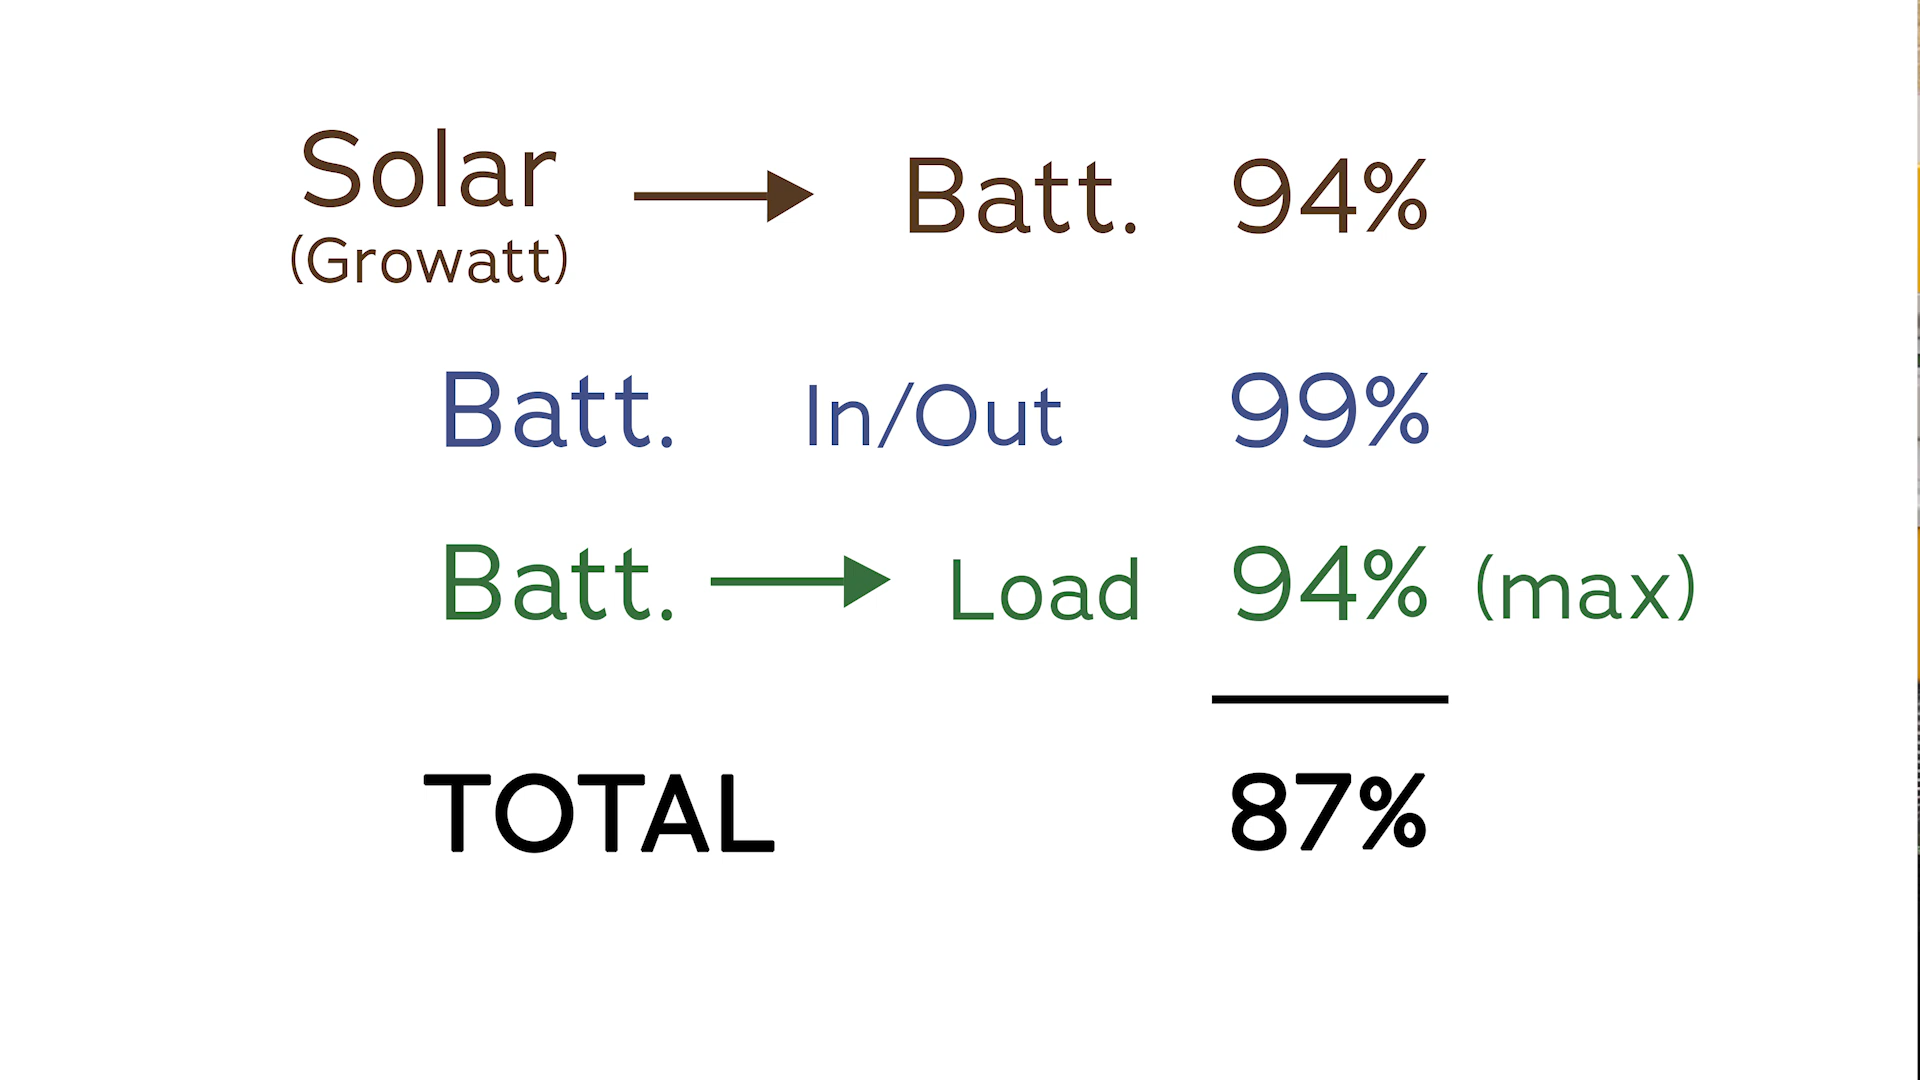 Solar → Batt. 94%
(Growatt)
Batt. In/Out 99%
Batt. → Load 94% (max)
TOTAL 87%